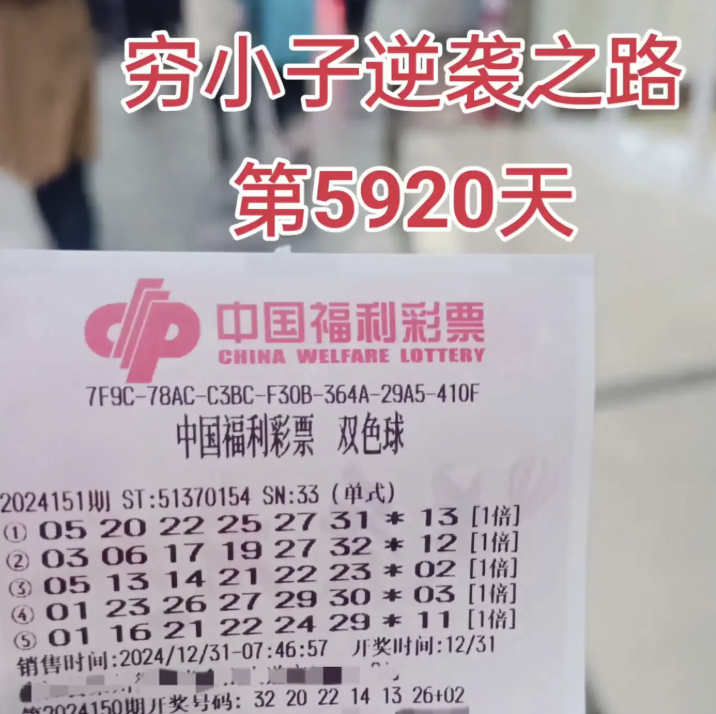 穷小子逆袭之路
第5920天
中国福利彩票
CHINA WELFARE LOTTERY
7F9C-78AC-C3BC-F30B-364A-29A5-410F
中国福利彩票 双色球
2024151期 ST:51370154 SN:33 (单式)
① 05 20 22 25 27 31 * 13 [1倍]
② 03 06 17 19 27 32 * 12 [1倍]
③ 05 13 14 21 22 23 * 02 [1倍]
④ 01 23 26 27 29 30 * 03 [1倍]
⑤ 01 16 21 22 24 29 * 11 [1倍]
销售时间:2024/12/31-07:46:57 开奖时间:12/31
第2024150期开奖号码: 32 20 22 14 13 26+02